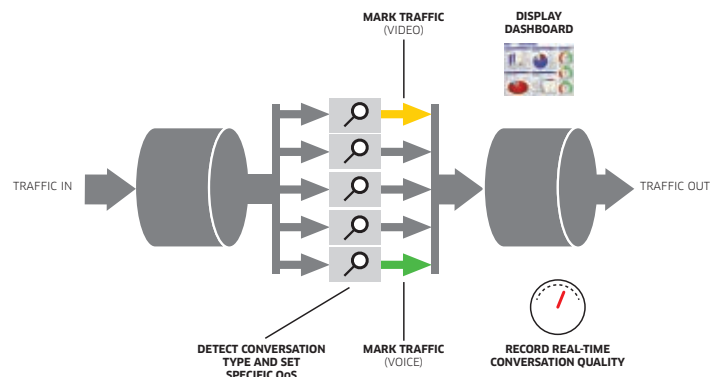 MARK TRAFFIC
(VIDEO)
DISPLAY
DASHBOARD
TRAFFIC IN
TRAFFIC OUT
DETECT CONVERSATION
TYPE AND SET
SPECIFIC QoS
MARK TRAFFIC
(VOICE)
RECORD REAL-TIME
CONVERSATION QUALITY